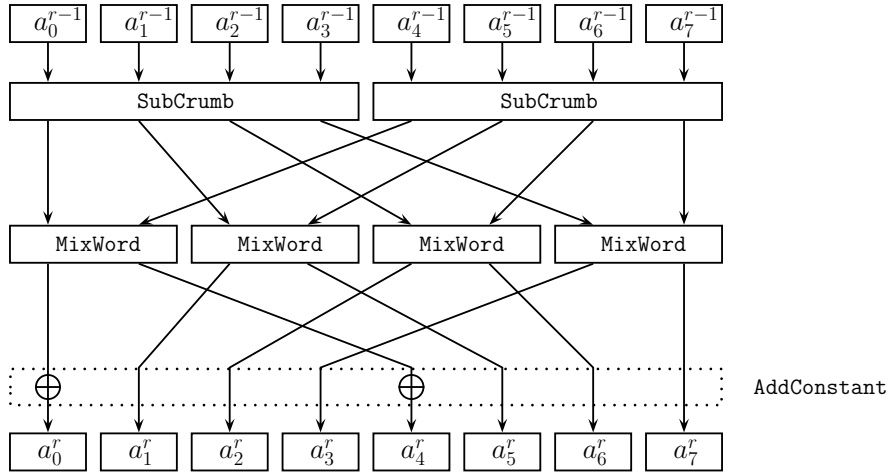 a_0^{r-1} a_1^{r-1} a_2^{r-1} a_3^{r-1} a_4^{r-1} a_5^{r-1} a_6^{r-1} a_7^{r-1}
SubCrumb SubCrumb
MixWord MixWord MixWord MixWord
AddConstant
a_0^r a_1^r a_2^r a_3^r a_4^r a_5^r a_6^r a_7^r